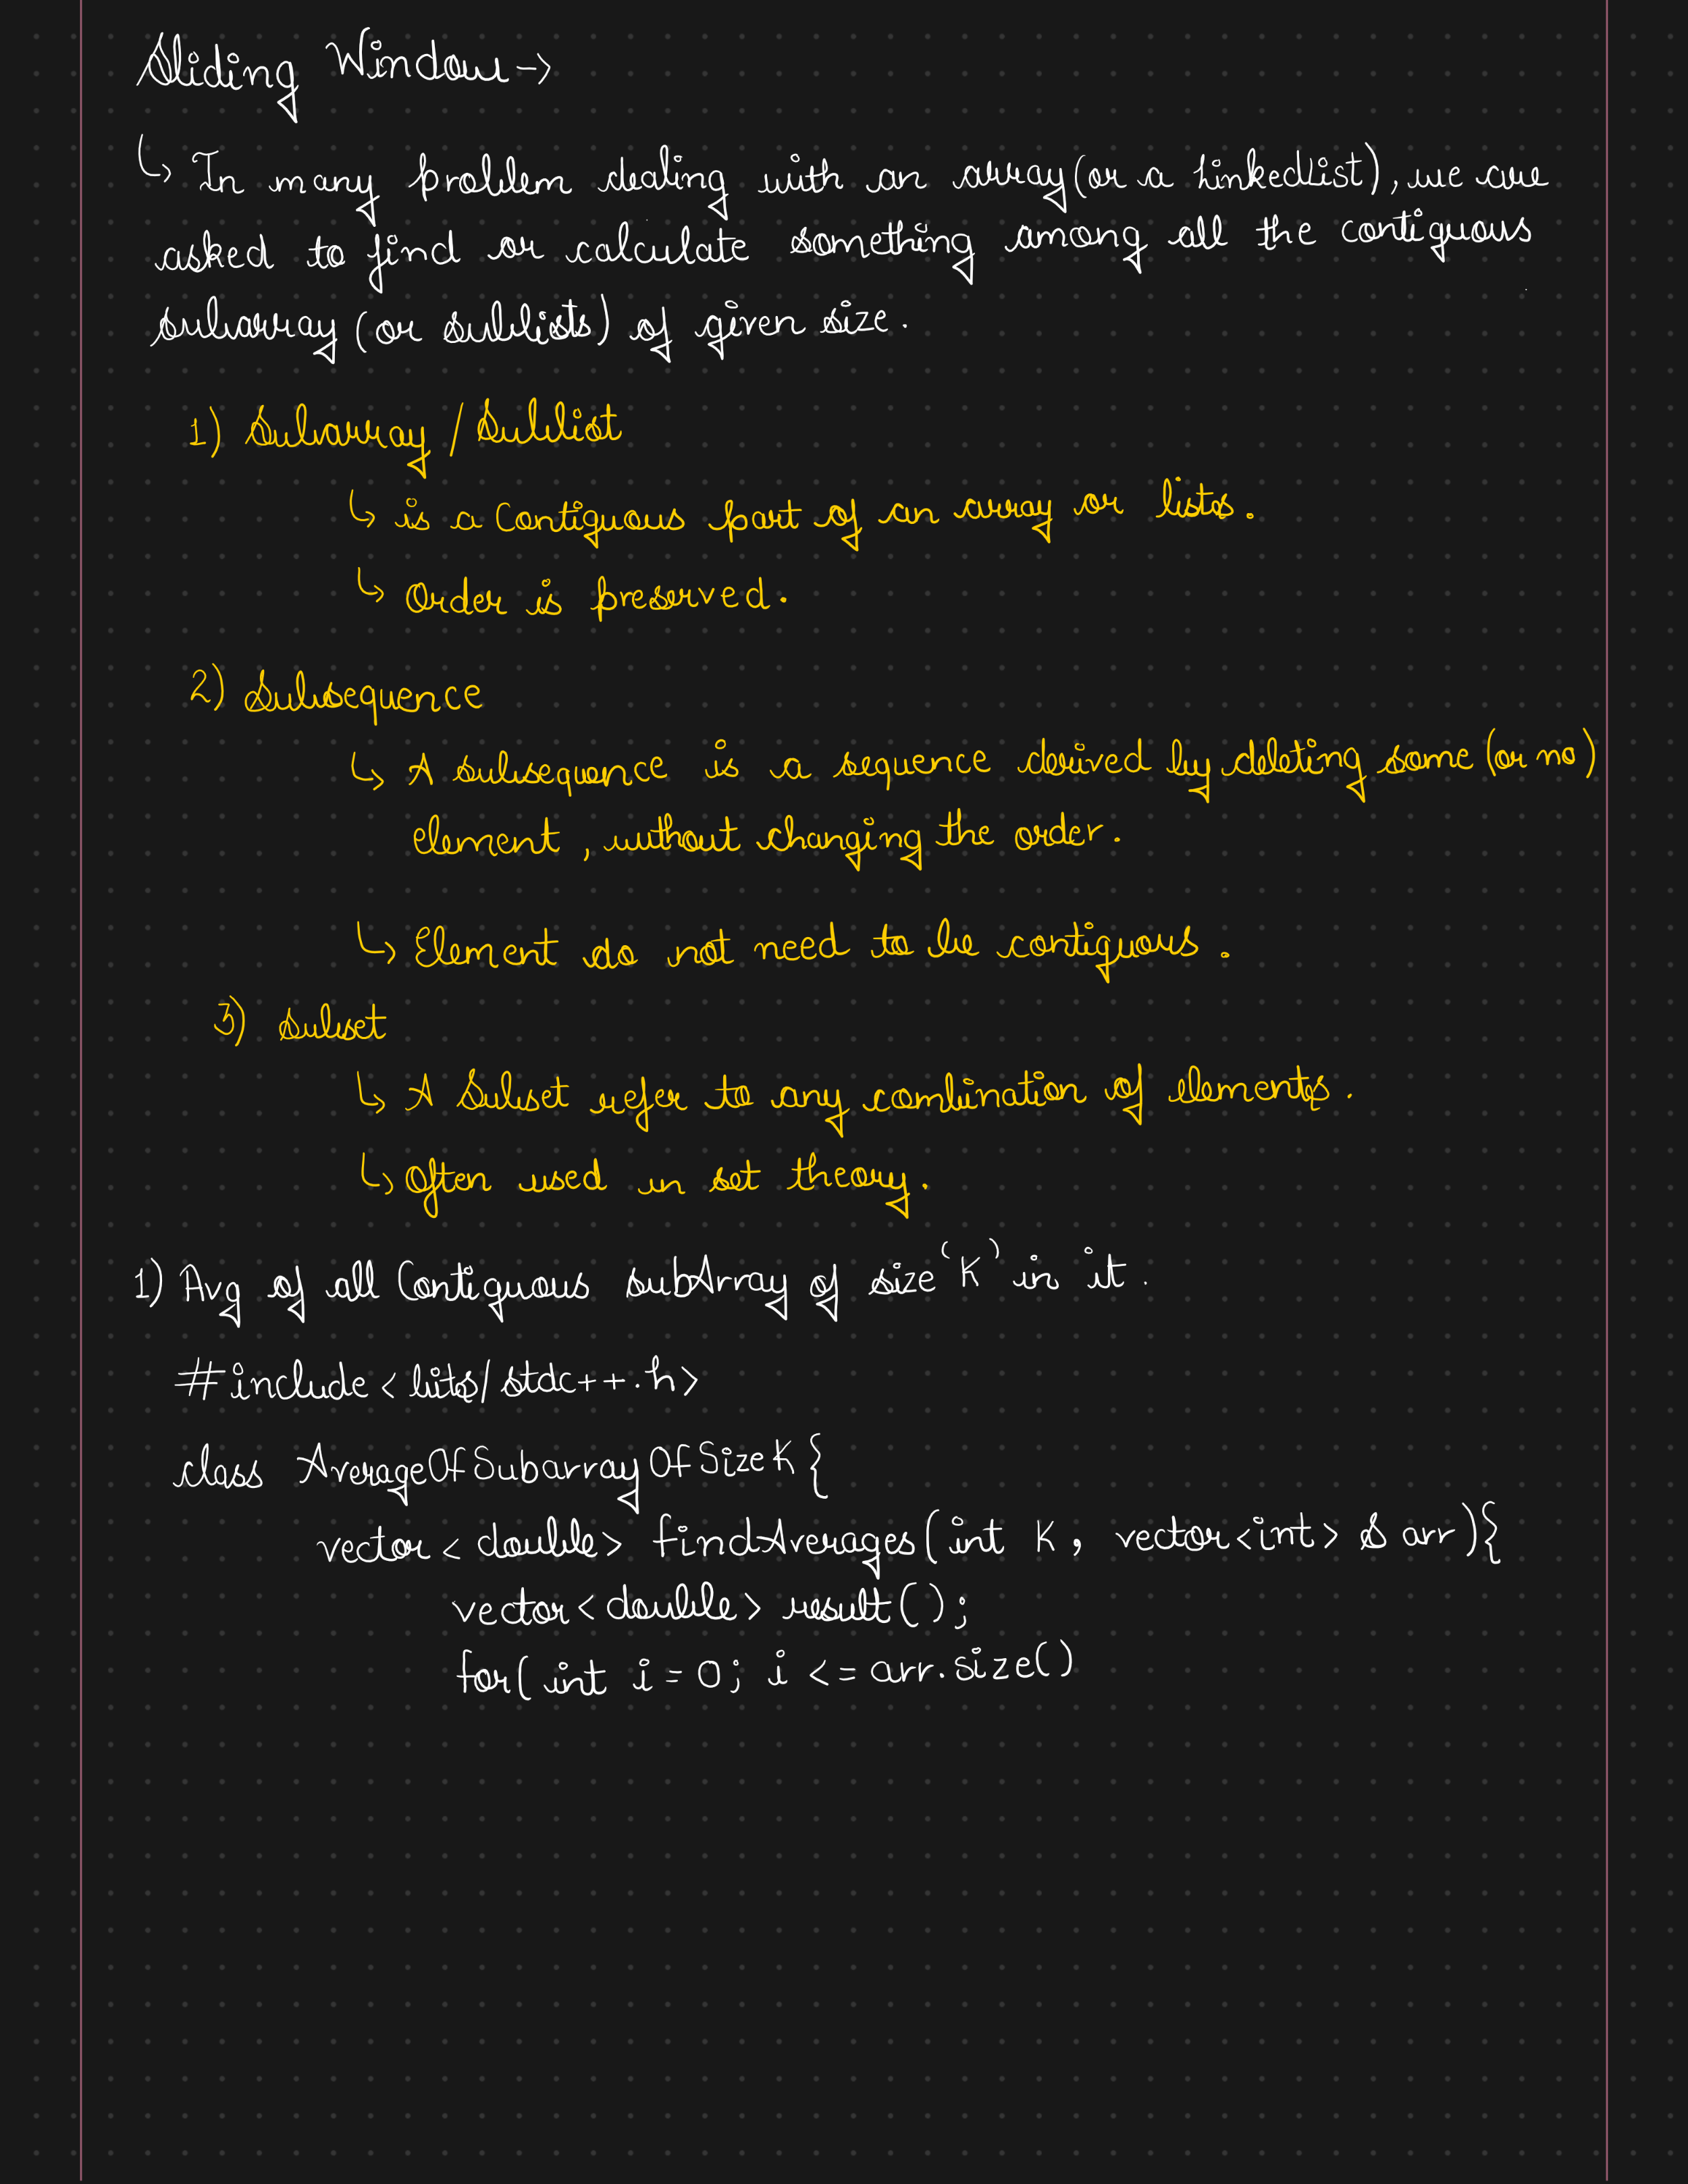 Sliding Window ->
↳ In many problem dealing with an array (or a LinkedList), we are
asked to find or calculate something among all the contiguous
subarray (or sublists) of given size.
1) Subarray / Sublist
↳ is a Contiguous part of an array or lists.
↳ Order is preserved.
2) Subsequence
↳ A subsequence is a sequence derived by deleting some (or no)
element, without changing the order.
↳ Element do not need to be contiguous.
3) Subset
↳ A Subset refer to any combination of elements.
↳ Often used in set theory.
1) Avg of all Contiguous subArray of size 'K' in it.
#include <bits/stdc++.h>
class AverageOfSubarrayOfSizeK {
vector<double> findAverages(int K, vector<int> & arr){
vector<double> result();
for( int i = 0; i <= arr.size()